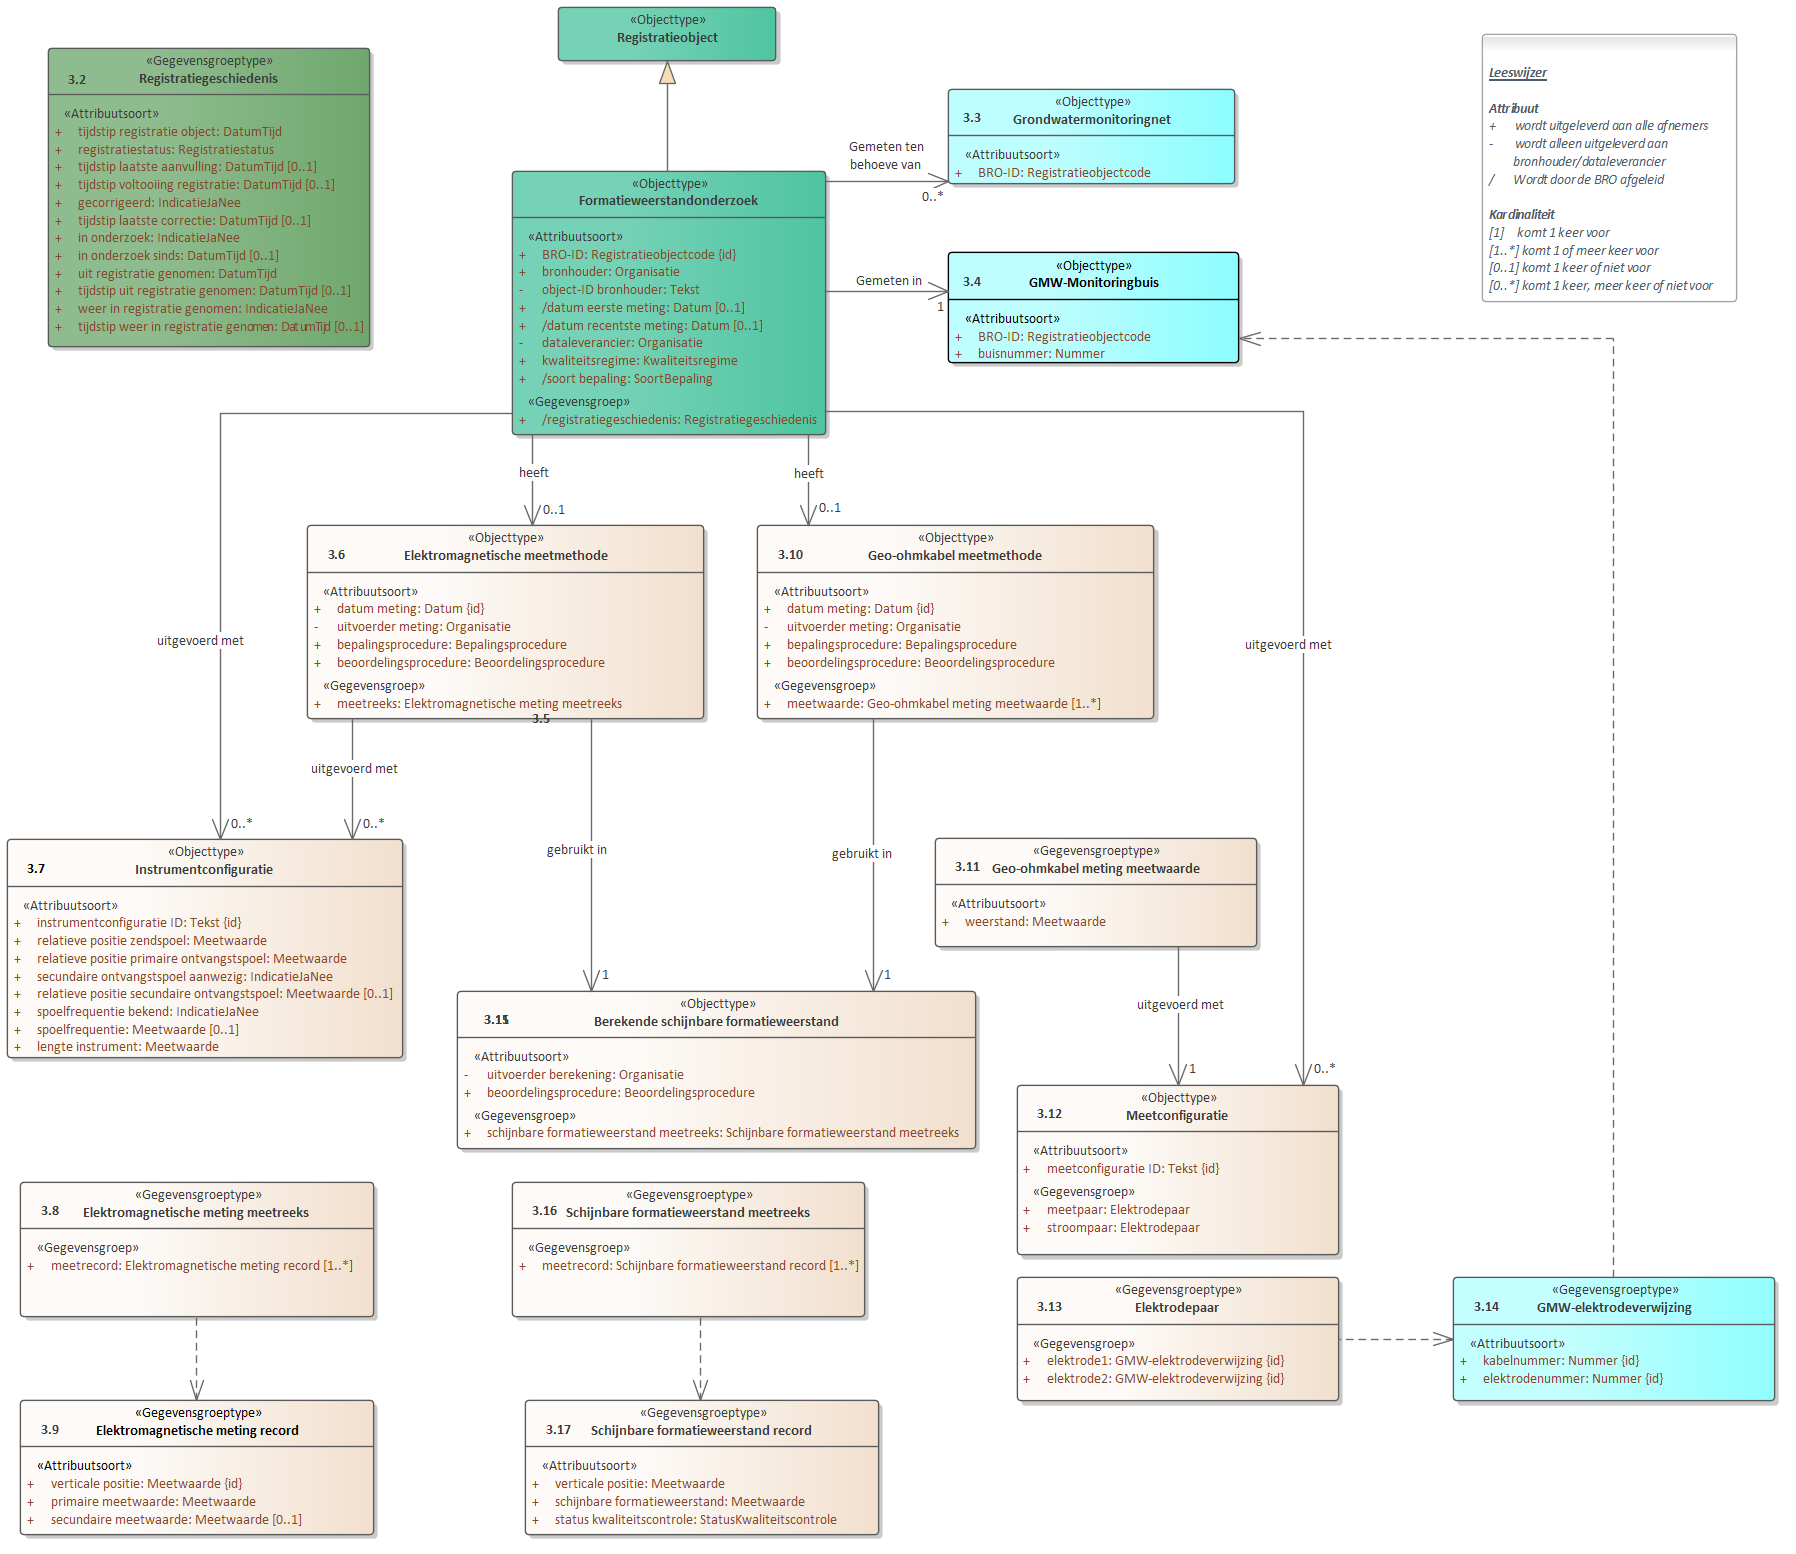 «Objecttype»
Registratieobject
«Gegevensgroeptype»
3.2 Registratiegeschiedenis
«Attribuutsoort»
+ tijdstip registratie object: DatumTijd
+ registratiestatus: Registratiestatus
+ tijdstip laatste aanvulling: DatumTijd [0..1]
+ tijdstip voltooiing registratie: DatumTijd [0..1]
+ gecorrigeerd: IndicatieJaNee
+ tijdstip laatste correctie: DatumTijd [0..1]
+ in onderzoek: IndicatieJaNee
+ in onderzoek sinds: DatumTijd [0..1]
+ uit registratie genomen: DatumTijd
+ tijdstip uit registratie genomen: DatumTijd [0..1]
+ weer in registratie genomen: IndicatieJaNee
+ tijdstip weer in registratie genomen: DatumTijd [0..1]
Leeswijzer
Attribuut
+ wordt uitgeleverd aan alle afnemers
- wordt alleen uitgeleverd aan
bronhouder/dataleverancier
/ Wordt door de BRO afgeleid
Kardinaliteit
[1] komt 1 keer voor
[1..*] komt 1 of meer keer voor
[0..1] komt 1 keer of niet voor
[0..*] komt 1 keer, meer keer of niet voor
«Objecttype»
3.3 Grondwatermonitoringnet
«Attribuutsoort»
+ BRO-ID: Registratieobjectcode
Gemeten ten
behoeve van
0..*
«Objecttype»
Formatieweerstandonderzoek
«Attribuutsoort»
+ BRO-ID: Registratieobjectcode {id}
+ bronhouder: Organisatie
- object-ID bronhouder: Tekst
+ /datum eerste meting: Datum [0..1]
+ /datum recentste meting: Datum [0..1]
- dataleverancier: Organisatie
+ kwaliteitsregime: Kwaliteitsregime
+ /soort bepaling: SoortBepaling
«Gegevensgroep»
+ /registratiegeschiedenis: Registratiegeschiedenis
Gemeten in
1
«Objecttype»
3.4 GMW-Monitoringbuis
«Attribuutsoort»
+ BRO-ID: Registratieobjectcode
+ buisnummer: Nummer
heeft
0..1
heeft
0..1
«Objecttype»
3.6 Elektromagnetische meetmethode
«Attribuutsoort»
+ datum meting: Datum {id}
- uitvoerder meting: Organisatie
+ bepalingsprocedure: Bepalingsprocedure
+ beoordelingsprocedure: Beoordelingsprocedure
«Gegevensgroep»
+ meetreeks: Elektromagnetische meting meetreeks
3.5
«Objecttype»
3.10 Geo-ohmkabel meetmethode
«Attribuutsoort»
+ datum meting: Datum {id}
- uitvoerder meting: Organisatie
+ bepalingsprocedure: Bepalingsprocedure
+ beoordelingsprocedure: Beoordelingsprocedure
«Gegevensgroep»
+ meetwaarde: Geo-ohmkabel meting meetwaarde [1..*]
uitgevoerd met
0..*
uitgevoerd met
0..*
gebruikt in
1
gebruikt in
1
uitgevoerd met
0..*
«Objecttype»
3.7 Instrumentconfiguratie
«Attribuutsoort»
+ instrumentconfiguratie ID: Tekst {id}
+ relatieve positie zendspoel: Meetwaarde
+ relatieve positie primaire ontvangstspoel: Meetwaarde
+ secundaire ontvangstspoel aanwezig: IndicatieJaNee
+ relatieve positie secundaire ontvangstspoel: Meetwaarde [0..1]
+ spoelfrequentie bekend: IndicatieJaNee
+ spoelfrequentie: Meetwaarde [0..1]
+ lengte instrument: Meetwaarde
«Gegevensgroeptype»
3.11 Geo-ohmkabel meting meetwaarde
«Attribuutsoort»
+ weerstand: Meetwaarde
uitgevoerd met
1
«Objecttype»
Berekende schijnbare formatieweerstand
«Attribuutsoort»
- uitvoerder berekening: Organisatie
+ beoordelingsprocedure: Beoordelingsprocedure
«Gegevensgroep»
+ schijnbare formatieweerstand meetreeks: Schijnbare formatieweerstand meetreeks
«Objecttype»
3.12 Meetconfiguratie
«Attribuutsoort»
+ meetconfiguratie ID: Tekst {id}
«Gegevensgroep»
+ meetpaar: Elektrodepaar
+ stroompaar: Elektrodepaar
«Gegevensgroeptype»
3.8 Elektromagnetische meting meetreeks
«Gegevensgroep»
+ meetrecord: Elektromagnetische meting record [1..*]
«Gegevensgroeptype»
3.16 Schijnbare formatieweerstand meetreeks
«Gegevensgroep»
+ meetrecord: Schijnbare formatieweerstand record [1..*]
«Gegevensgroeptype»
3.13 Elektrodepaar
«Gegevensgroep»
+ elektrode1: GMW-elektrodeverwijzing {id}
+ elektrode2: GMW-elektrodeverwijzing {id}
«Gegevensgroeptype»
3.14 GMW-elektrodeverwijzing
«Attribuutsoort»
+ kabelnummer: Nummer {id}
+ elektrodenummer: Nummer {id}
«Gegevensgroeptype»
3.9 Elektromagnetische meting record
«Attribuutsoort»
+ verticale positie: Meetwaarde {id}
+ primaire meetwaarde: Meetwaarde
+ secundaire meetwaarde: Meetwaarde [0..1]
«Gegevensgroeptype»
3.17 Schijnbare formatieweerstand record
«Attribuutsoort»
+ verticale positie: Meetwaarde
+ schijnbare formatieweerstand: Meetwaarde
+ status kwaliteitscontrole: StatusKwaliteitscontrole